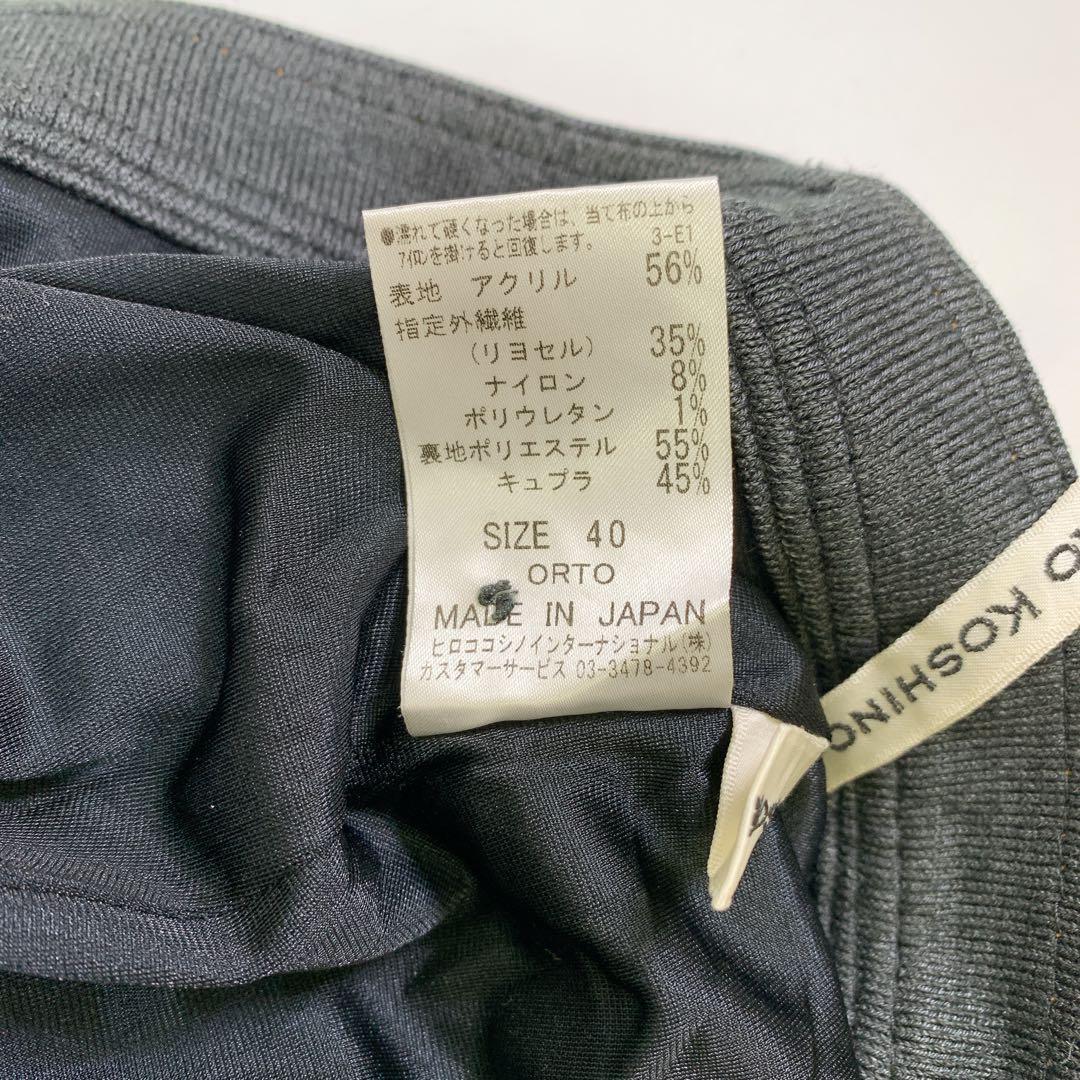 ●濡れて硬くなった場合は、当て布の上から
アイロンを掛けると回復します。 3-E1
表地 アクリル 56%
指定外繊維
(リヨセル) 35%
ナイロン 8%
ポリウレタン 1%
裏地ポリエステル 55%
キュプラ 45%
SIZE 40
ORTO
MADE IN JAPAN
ヒロココシノインターナショナル(株)
カスタマーサービス 03-3478-4392
KOSHINO